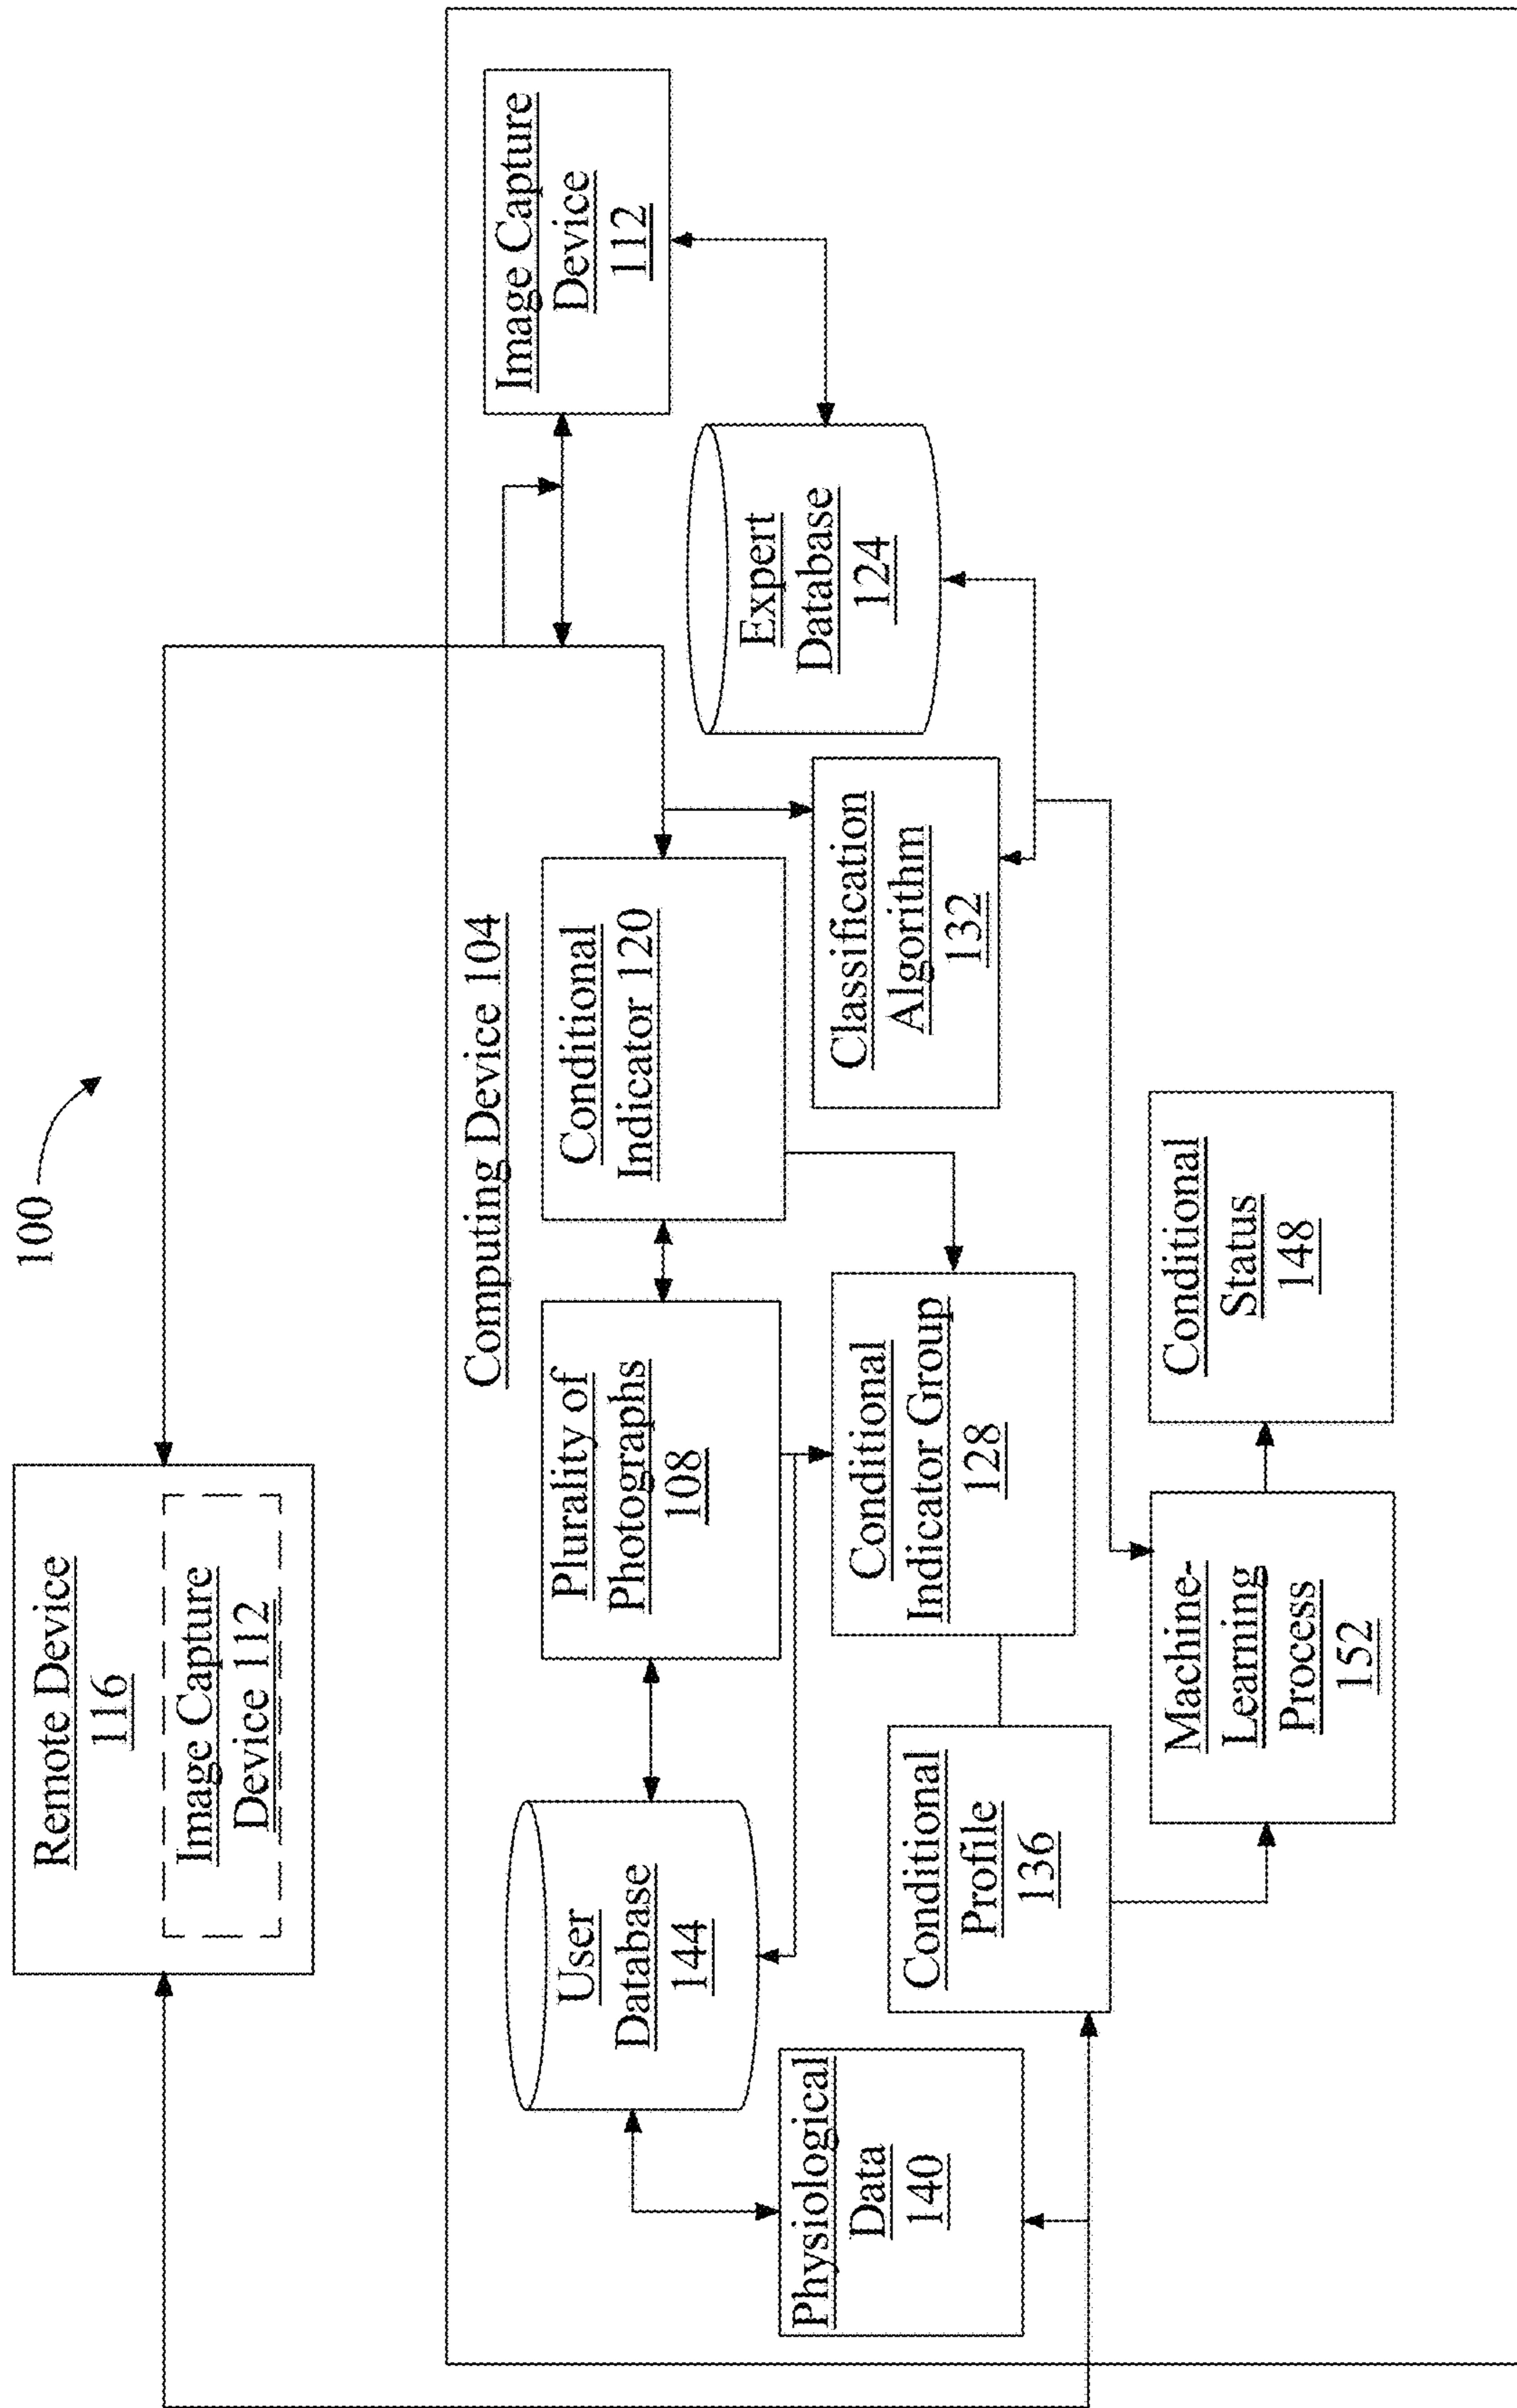 100
Remote Device
116
Image Capture
Device 112
Computing Device 104
User
Database
144
Plurality of
Photographs
108
Conditional
Indicator 120
Image Capture
Device
112
Physiological
Data
140
Conditional
Profile
136
Conditional
Indicator Group
128
Classification
Algorithm
132
Expert
Database
124
Machine-
Learning
Process
152
Conditional
Status
148